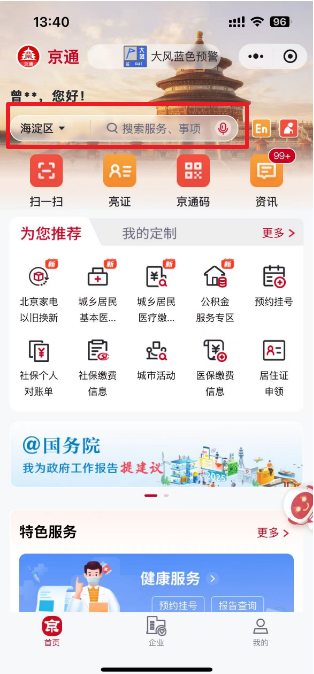 13:40
96
京通
京通
大风
蓝
大风蓝色预警
曾**，您好！
海淀区
搜索服务、事项
En
99+
扫一扫
亮证
京通码
资讯
为您推荐
我的定制
更多
新
新
新
新
北京家电
以旧换新
城乡居民
基本医...
城乡居民
医疗缴...
公积金
服务专区
预约挂号
社保个人
对账单
社保缴费
信息
城市活动
医保缴费
信息
居住证
申领
@国务院
我为政府工作报告提建议
特色服务
更多
健康服务
预约挂号
报告查询
京
首页
企业
我的